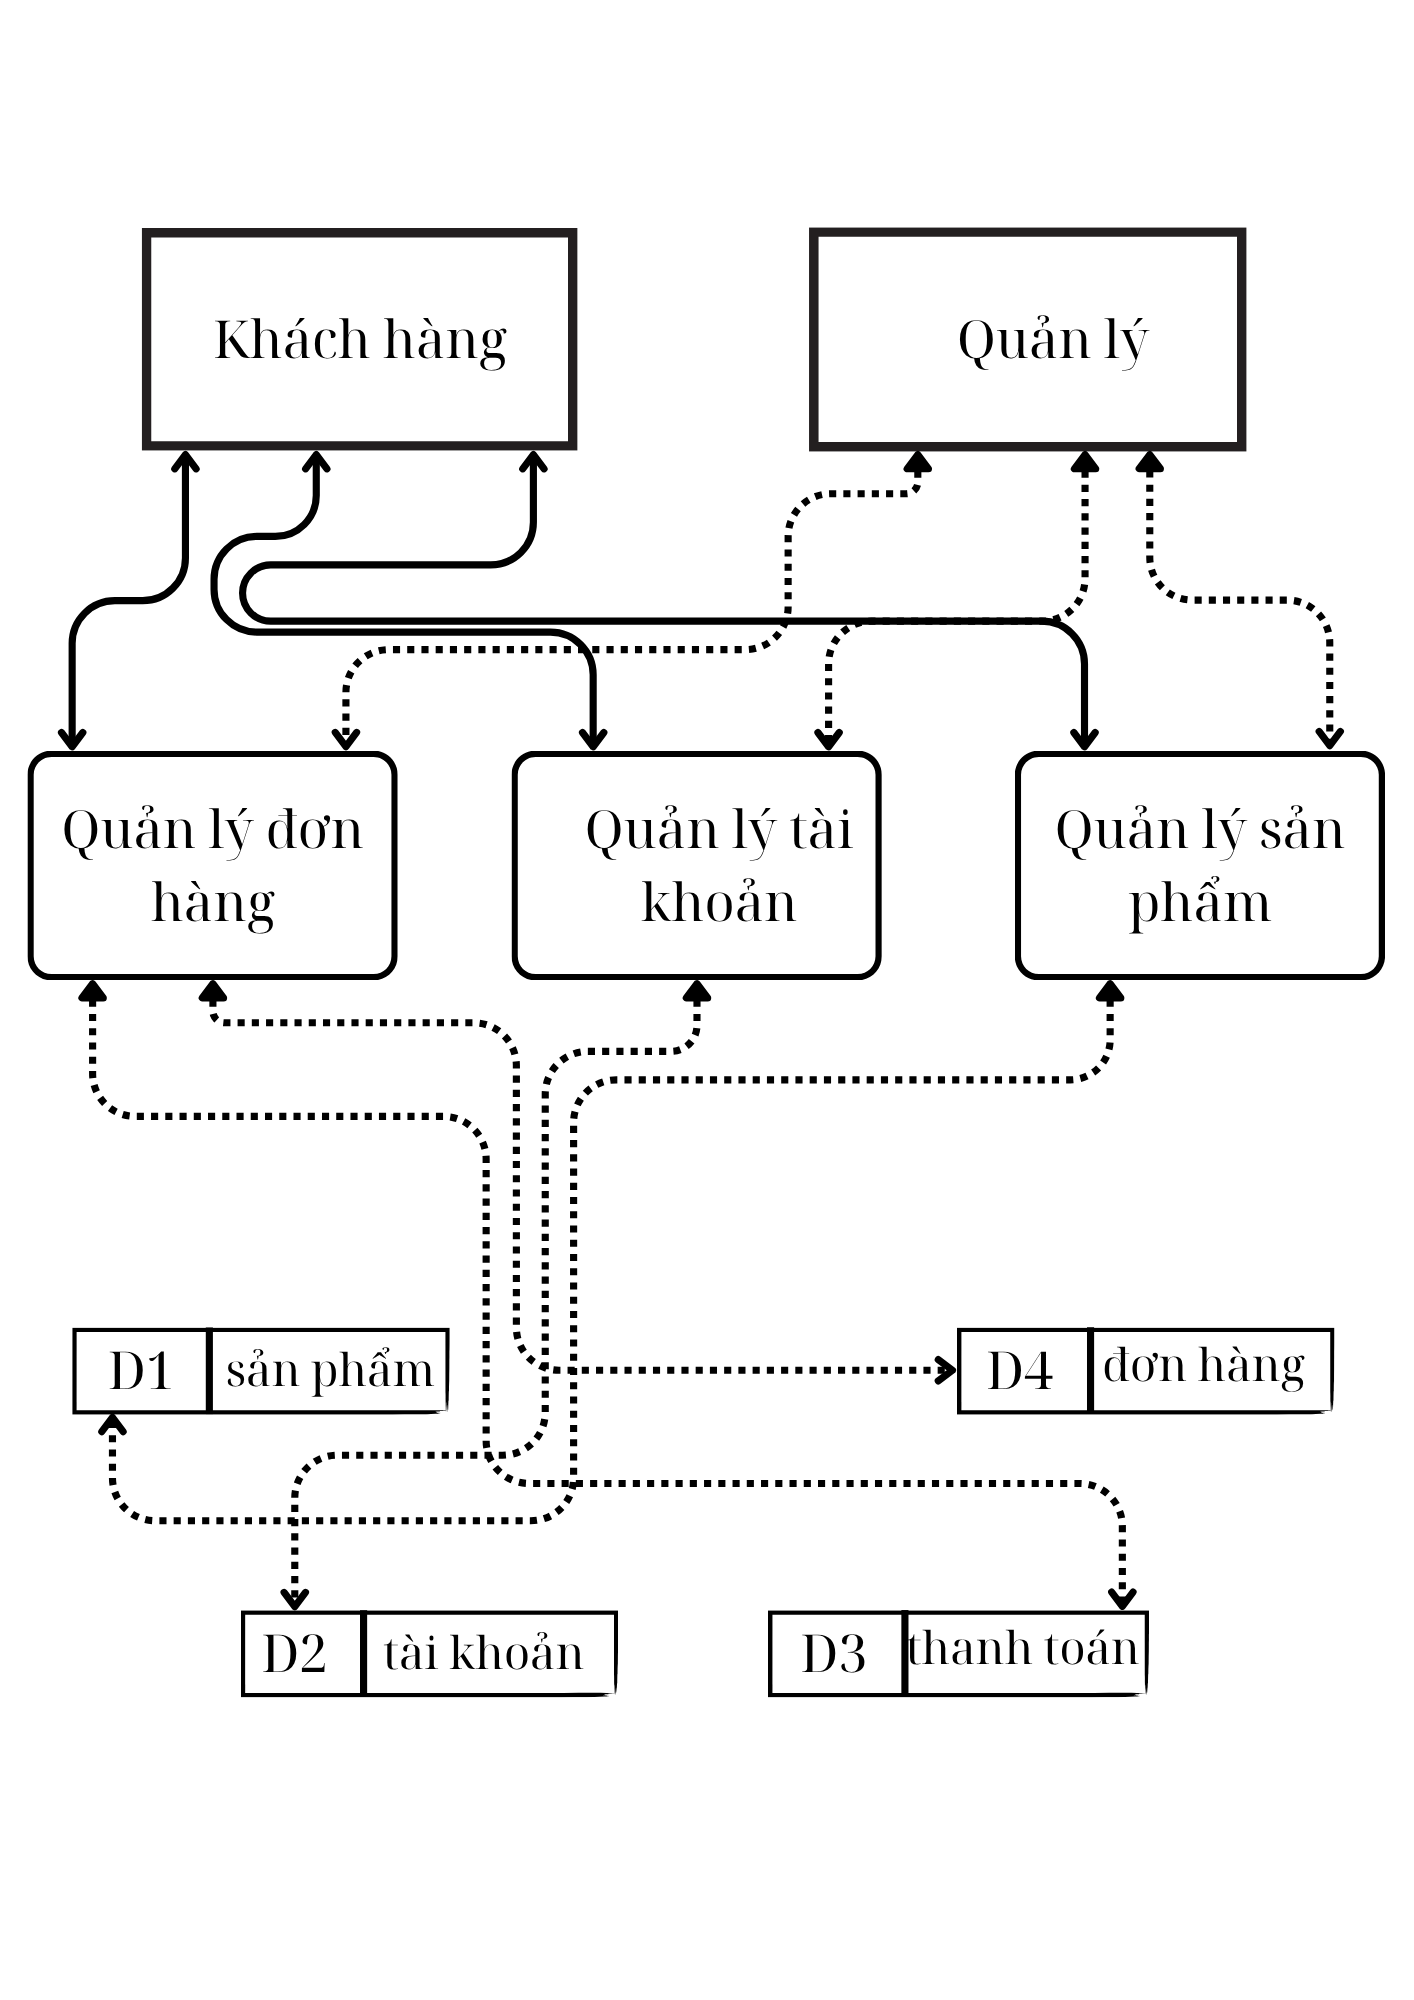 Khách hàng
Quản lý
Quản lý đơn
hàng
Quản lý tài
khoản
Quản lý sản
phẩm
D1
sản phẩm
D4
đơn hàng
D2
tài khoản
D3
thanh toán